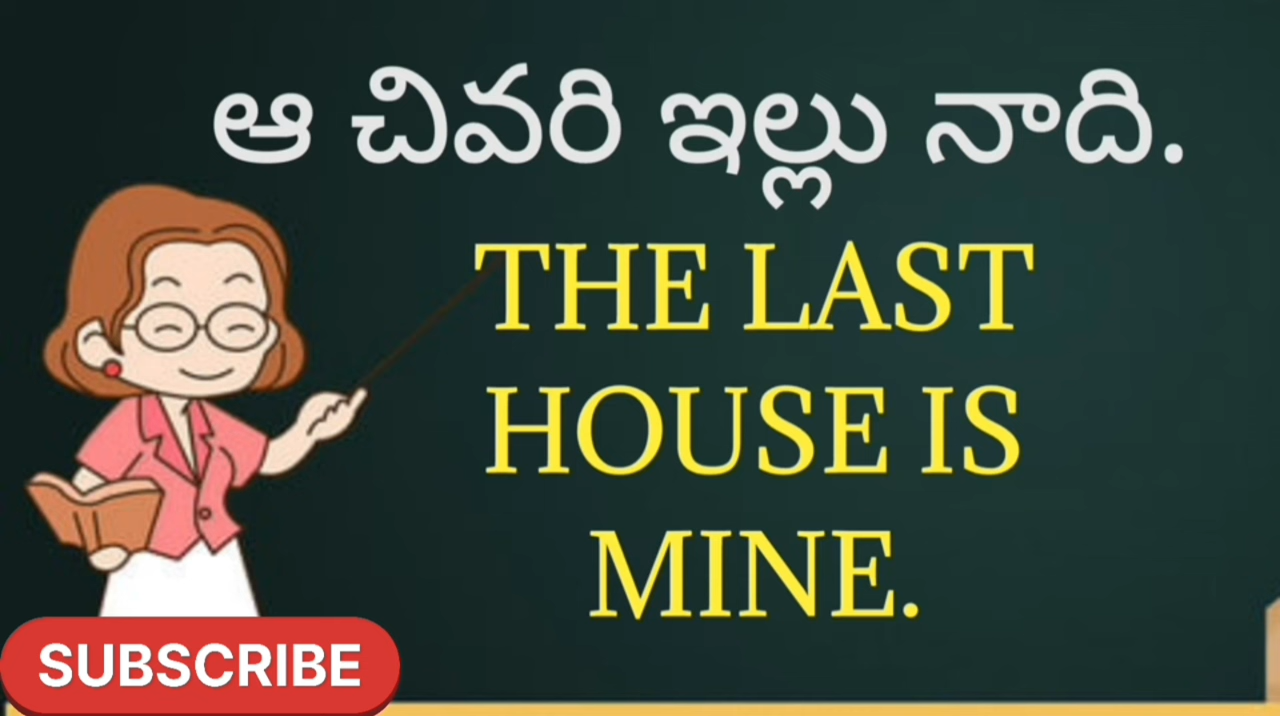 ఆ చివరి ఇల్లు నాది.
THE LAST
HOUSE IS
MINE.
SUBSCRIBE